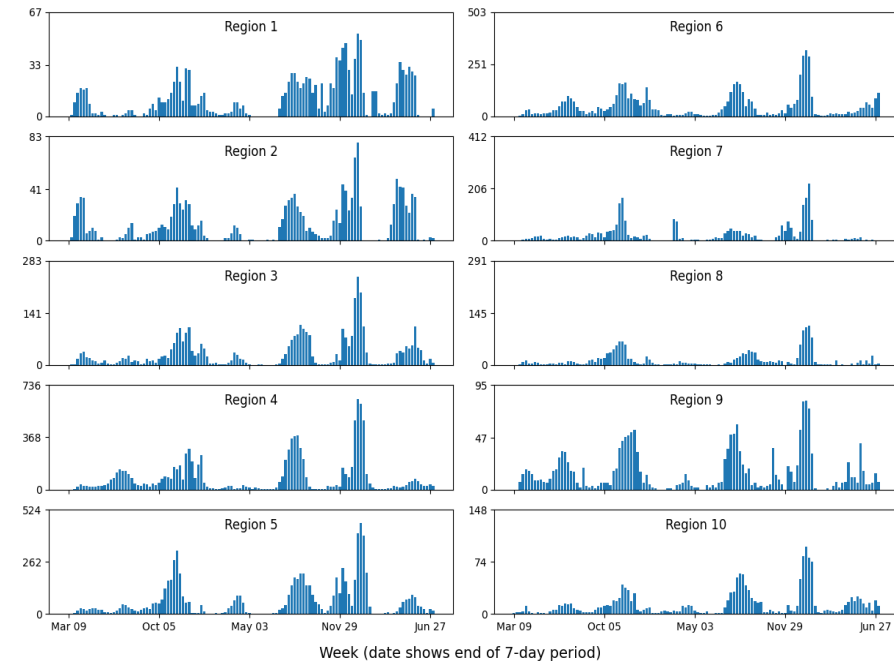 67
33
0
Region 1
503
251
0
Region 6
83
41
0
Region 2
412
206
0
Region 7
283
141
0
Region 3
291
145
0
Region 8
736
368
0
Region 4
95
47
0
Region 9
524
262
0
Region 5
148
74
0
Region 10
Mar 09 Oct 05 May 03 Nov 29 Jun 27
Mar 09 Oct 05 May 03 Nov 29 Jun 27
Week (date shows end of 7-day period)